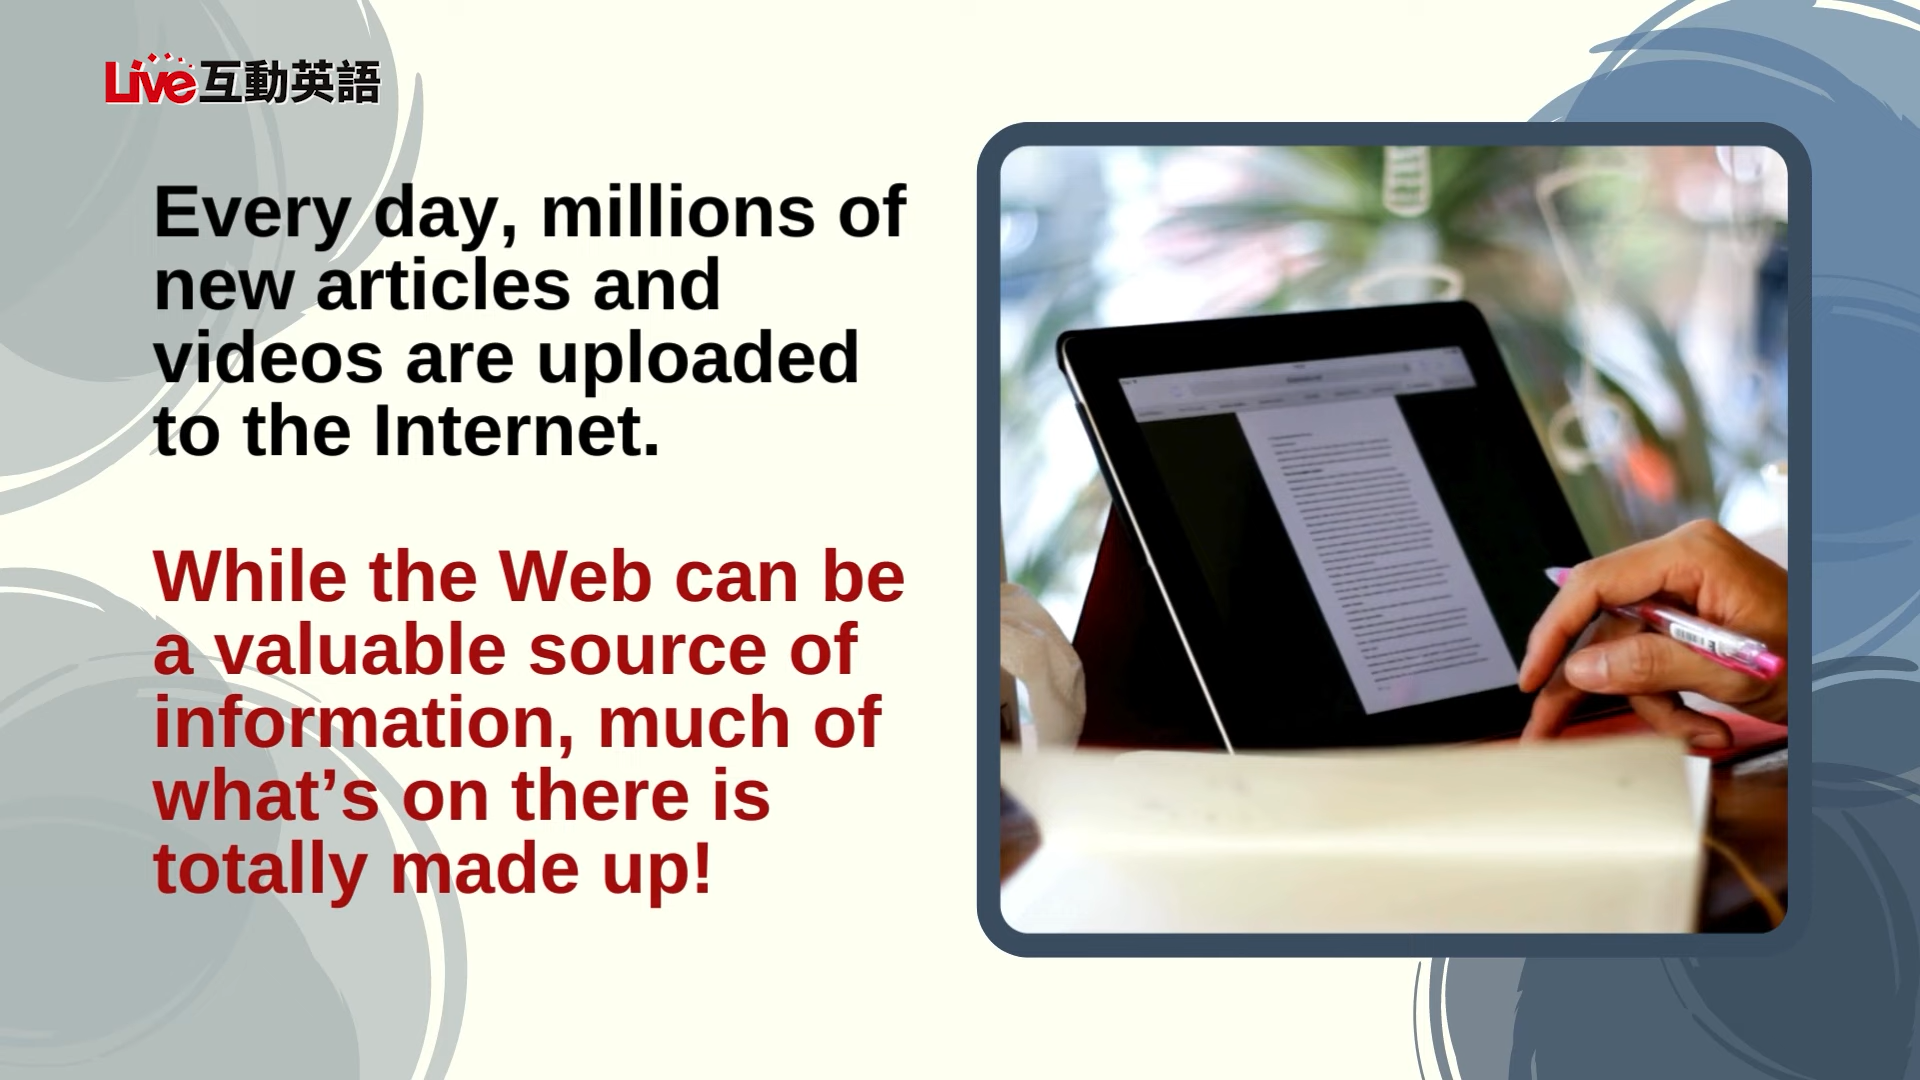 Live互動英語
Every day, millions of
new articles and
videos are uploaded
to the Internet.
While the Web can be
a valuable source of
information, much of
what’s on there is
totally made up!